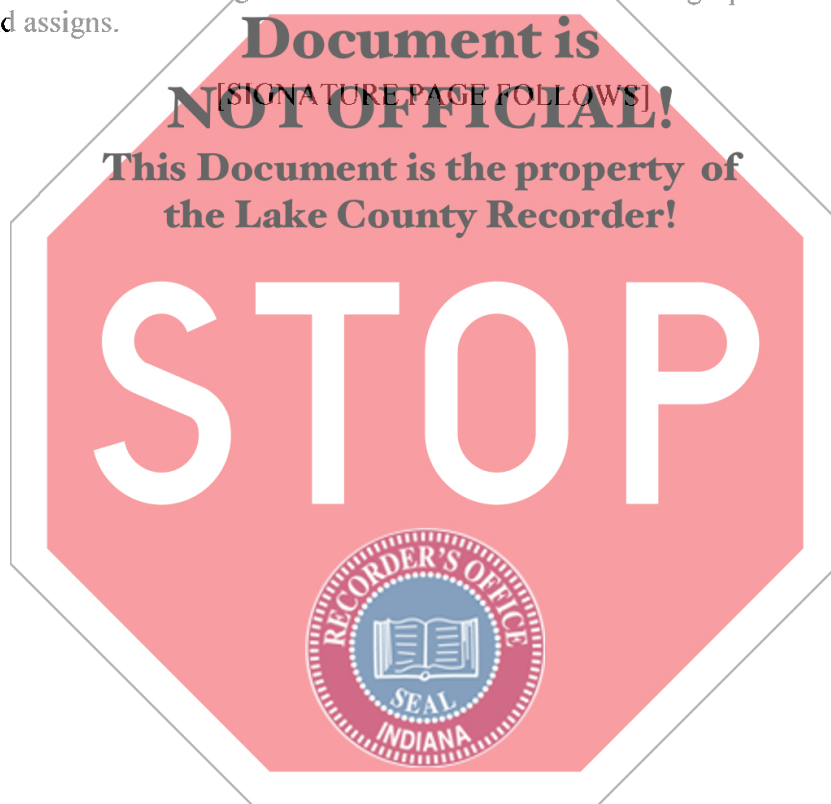 d assigns.
Document is
[SIGNATURE PAGE FOLLOWS]
NOT OFFICIAL!
This Document is the property of
the Lake County Recorder!
STOP
RECORDER'S OFFICE
SEAL
INDIANA